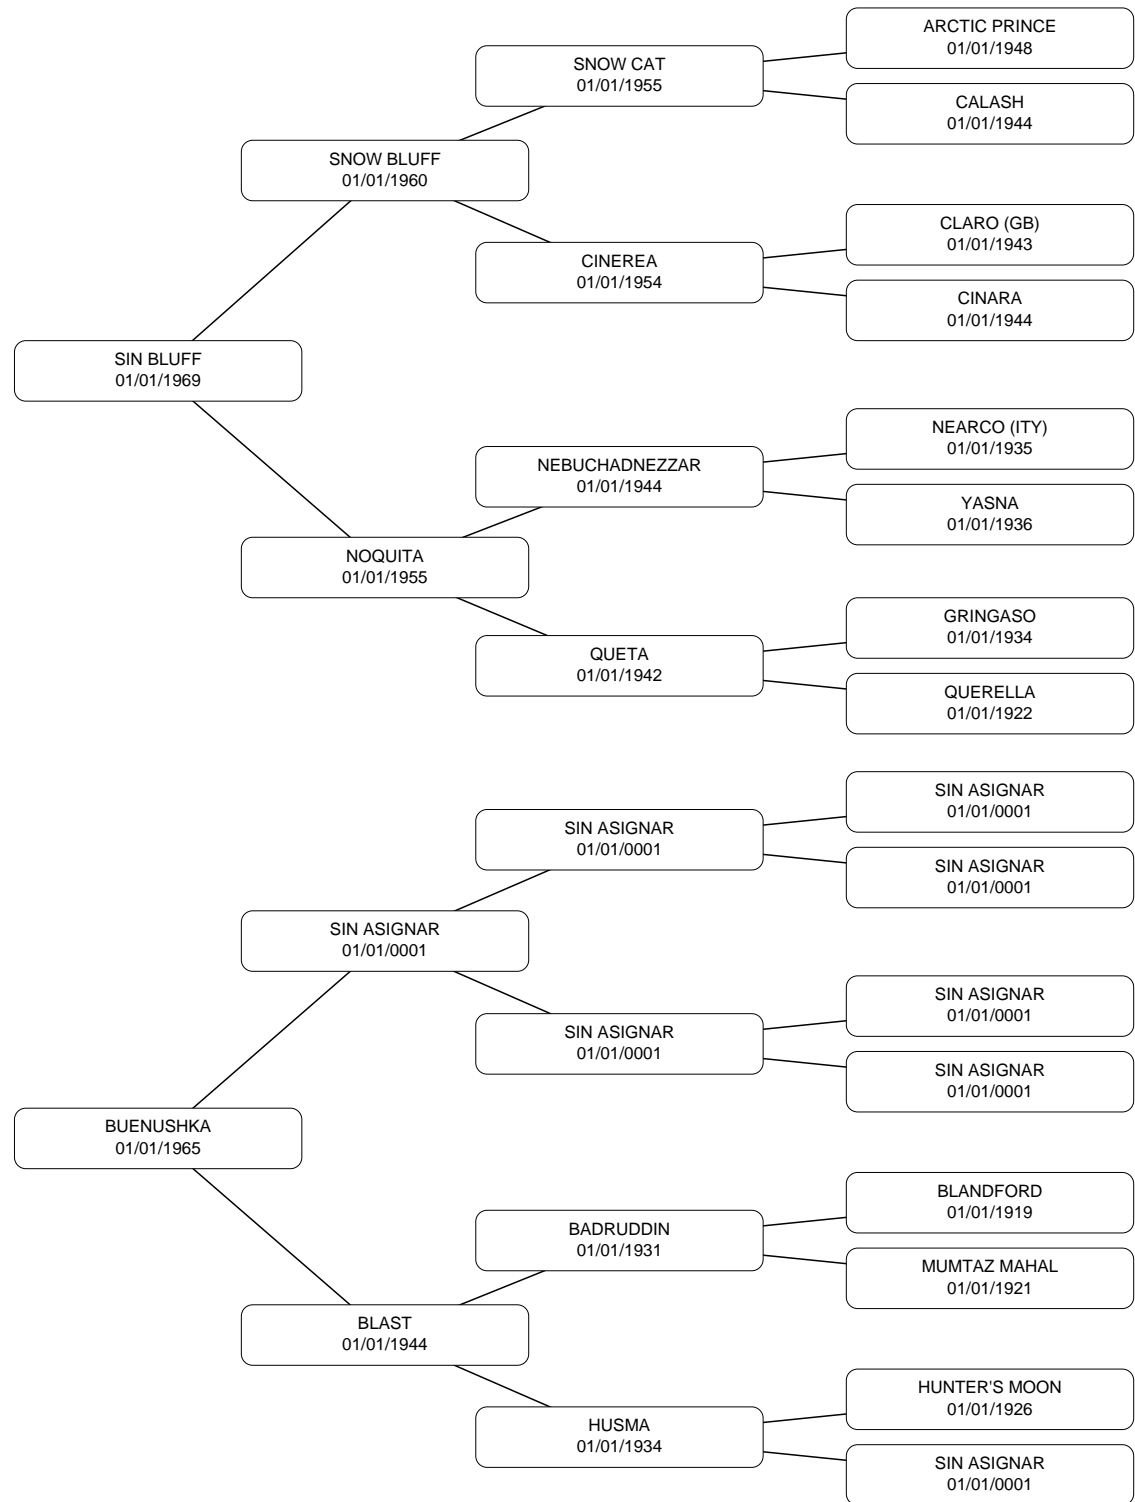 ARCTIC PRINCE
01/01/1948
SNOW CAT
01/01/1955
CALASH
01/01/1944
SNOW BLUFF
01/01/1960
CLARO (GB)
01/01/1943
CINEREA
01/01/1954
CINARA
01/01/1944
SIN BLUFF
01/01/1969
NEARCO (ITY)
01/01/1935
NEBUCHADNEZZAR
01/01/1944
YASNA
01/01/1936
NOQUITA
01/01/1955
GRINGASO
01/01/1934
QUETA
01/01/1942
QUERELLA
01/01/1922
SIN ASIGNAR
01/01/0001
SIN ASIGNAR
01/01/0001
SIN ASIGNAR
01/01/0001
SIN ASIGNAR
01/01/0001
SIN ASIGNAR
01/01/0001
SIN ASIGNAR
01/01/0001
SIN ASIGNAR
01/01/0001
BUENUSHKA
01/01/1965
BLANDFORD
01/01/1919
BADRUDDIN
01/01/1931
MUMTAZ MAHAL
01/01/1921
BLAST
01/01/1944
HUNTER'S MOON
01/01/1926
HUSMA
01/01/1934
SIN ASIGNAR
01/01/0001